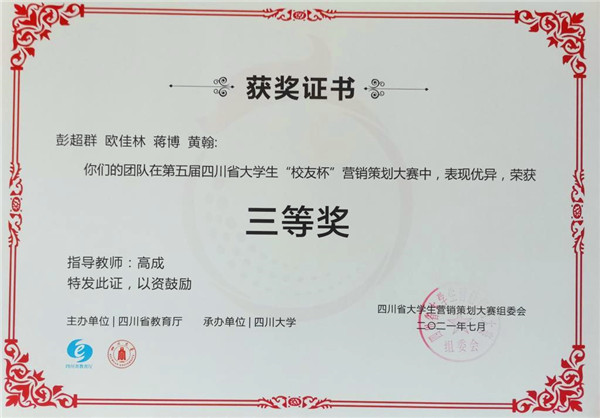 获奖证书
彭超群 欧佳林 蒋博 黄翰:
你们的团队在第五届四川省大学生“校友杯”营销策划大赛中，表现优异，荣获
三等奖
指导教师：高成
特发此证，以资鼓励
四川省大学生营销策划大赛组委会
二〇二一年七月
组委会
主办单位|四川省教育厅 承办单位|四川大学